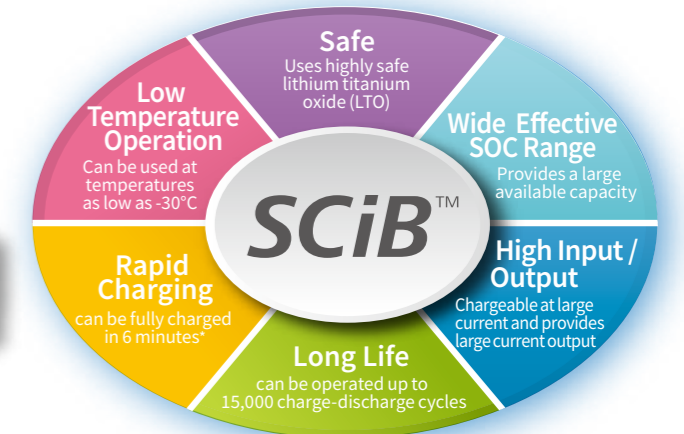 Safe
Uses highly safe
lithium titanium
oxide (LTO)
Wide Effective
SOC Range
Provides a large
available capacity
High Input /
Output
Chargeable at large
current and provides
large current output
Long Life
can be operated up to
15,000 charge-discharge cycles
Rapid
Charging
can be fully charged
in 6 minutes*
Low
Temperature
Operation
Can be used at
temperatures
as low as -30°C
SCiB™